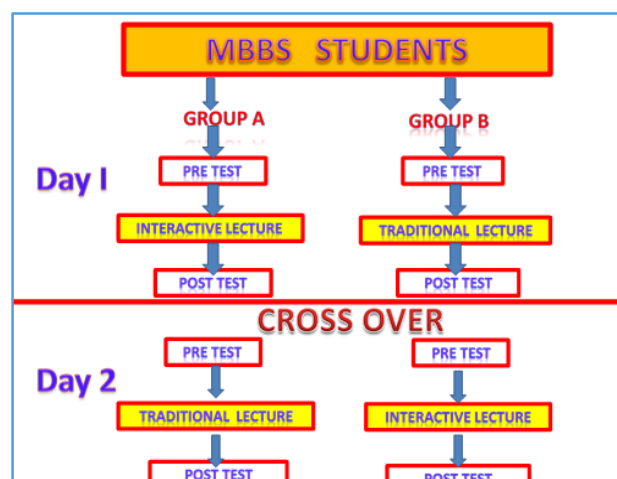 MBBS STUDENTS
GROUP A
GROUP B
Day I
PRE TEST
PRE TEST
INTERACTIVE LECTURE
TRADITIONAL LECTURE
POST TEST
POST TEST
CROSS OVER
PRE TEST
PRE TEST
Day 2
TRADITIONAL LECTURE
INTERACTIVE LECTURE
POST TEST
POST TEST